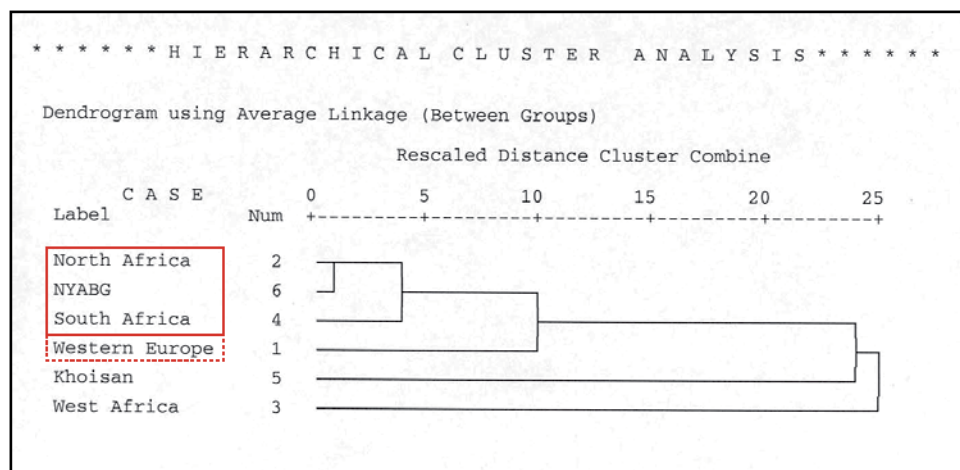 * * * * * * H I E R A R C H I C A L  C L U S T E R  A N A L Y S I S * * * * * *
Dendrogram using Average Linkage (Between Groups)
Rescaled Distance Cluster Combine
C A S E 0 5 10 15 20 25
Label Num +---------+---------+---------+---------+---------+
North Africa 2
NYABG 6
South Africa 4
Western Europe 1
Khoisan 5
West Africa 3